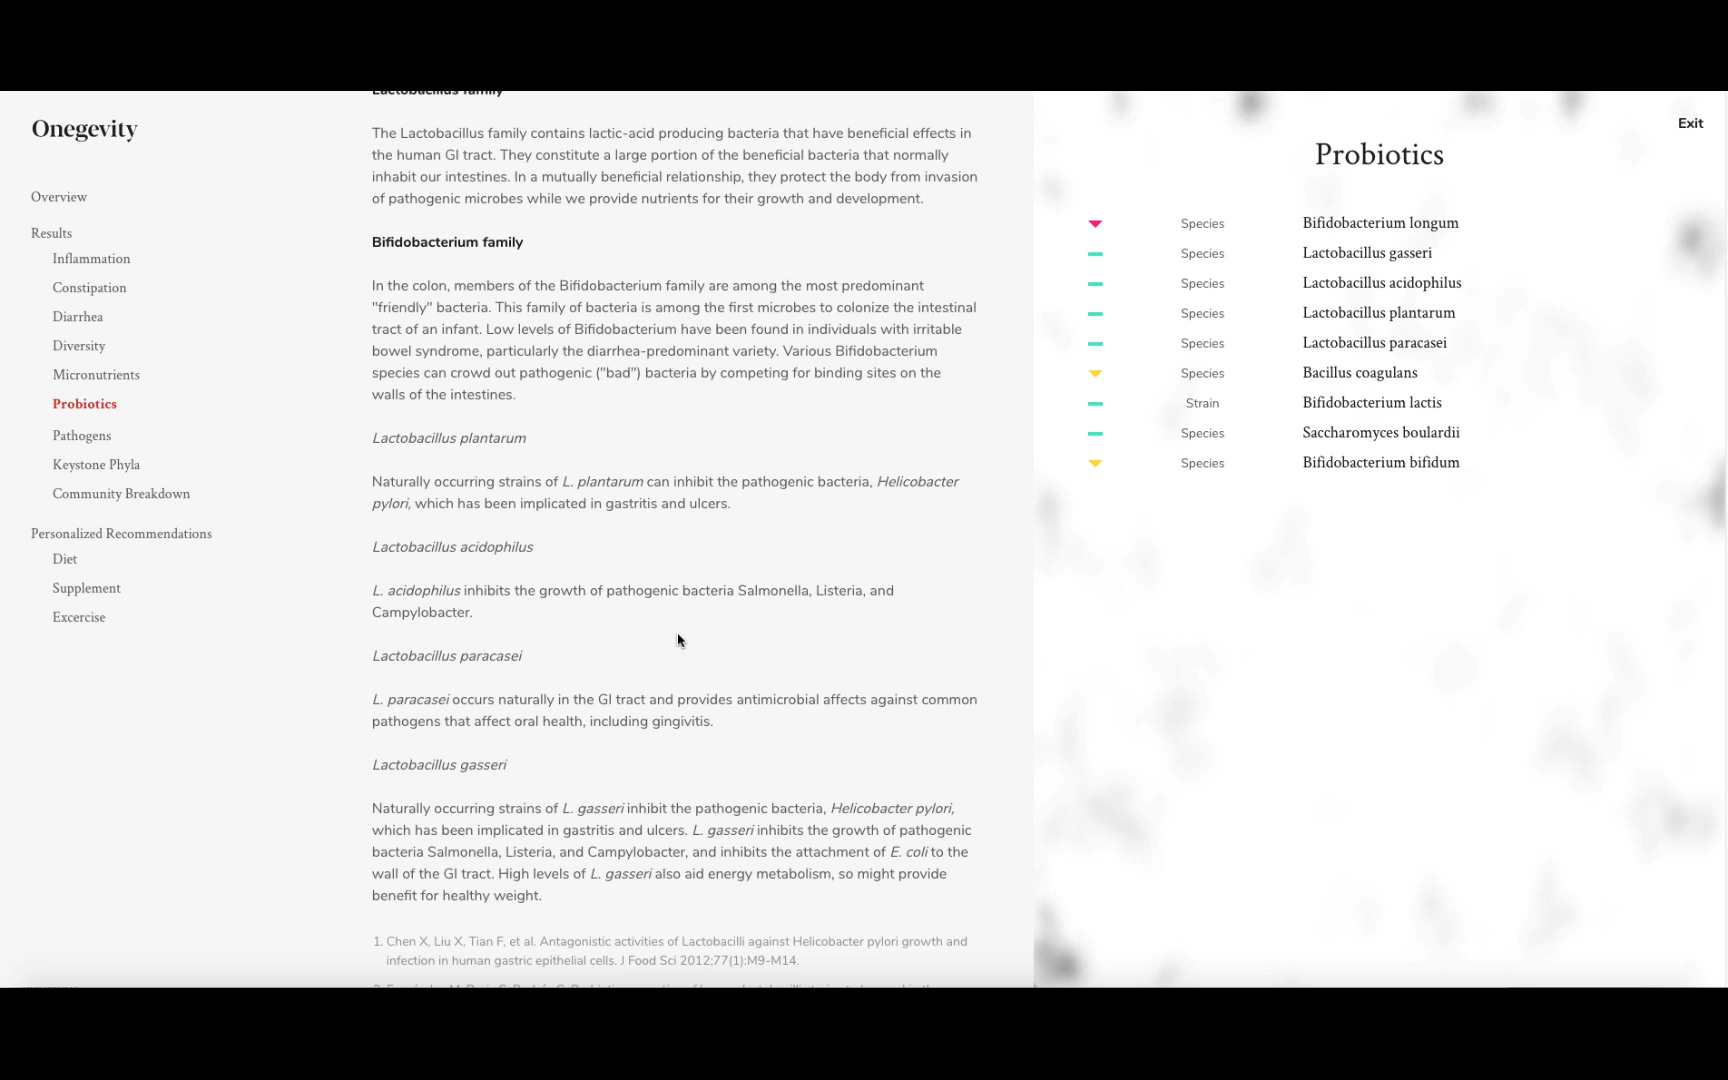 Onegevity
Overview
Results
Inflammation
Constipation
Diarrhea
Diversity
Micronutrients
Probiotics
Pathogens
Keystone Phyla
Community Breakdown
Personalized Recommendations
Diet
Supplement
Excercise
Lactobacillus family
The Lactobacillus family contains lactic-acid producing bacteria that have beneficial effects in
the human GI tract. They constitute a large portion of the beneficial bacteria that normally
inhabit our intestines. In a mutually beneficial relationship, they protect the body from invasion
of pathogenic microbes while we provide nutrients for their growth and development.
Bifidobacterium family
In the colon, members of the Bifidobacterium family are among the most predominant
"friendly" bacteria. This family of bacteria is among the first microbes to colonize the intestinal
tract of an infant. Low levels of Bifidobacterium have been found in individuals with irritable
bowel syndrome, particularly the diarrhea-predominant variety. Various Bifidobacterium
species can crowd out pathogenic ("bad") bacteria by competing for binding sites on the
walls of the intestines.
Lactobacillus plantarum
Naturally occurring strains of L. plantarum can inhibit the pathogenic bacteria, Helicobacter
pylori, which has been implicated in gastritis and ulcers.
Lactobacillus acidophilus
L. acidophilus inhibits the growth of pathogenic bacteria Salmonella, Listeria, and
Campylobacter.
Lactobacillus paracasei
L. paracasei occurs naturally in the GI tract and provides antimicrobial affects against common
pathogens that affect oral health, including gingivitis.
Lactobacillus gasseri
Naturally occurring strains of L. gasseri inhibit the pathogenic bacteria, Helicobacter pylori,
which has been implicated in gastritis and ulcers. L. gasseri inhibits the growth of pathogenic
bacteria Salmonella, Listeria, and Campylobacter, and inhibits the attachment of E. coli to the
wall of the GI tract. High levels of L. gasseri also aid energy metabolism, so might provide
benefit for healthy weight.
1. Chen X, Liu X, Tian F, et al. Antagonistic activities of Lactobacilli against Helicobacter pylori growth and
infection in human gastric epithelial cells. J Food Sci 2012;77(1):M9-M14.
Exit
Probiotics
Species Bifidobacterium longum
Species Lactobacillus gasseri
Species Lactobacillus acidophilus
Species Lactobacillus plantarum
Species Lactobacillus paracasei
Species Bacillus coagulans
Strain Bifidobacterium lactis
Species Saccharomyces boulardii
Species Bifidobacterium bifidum